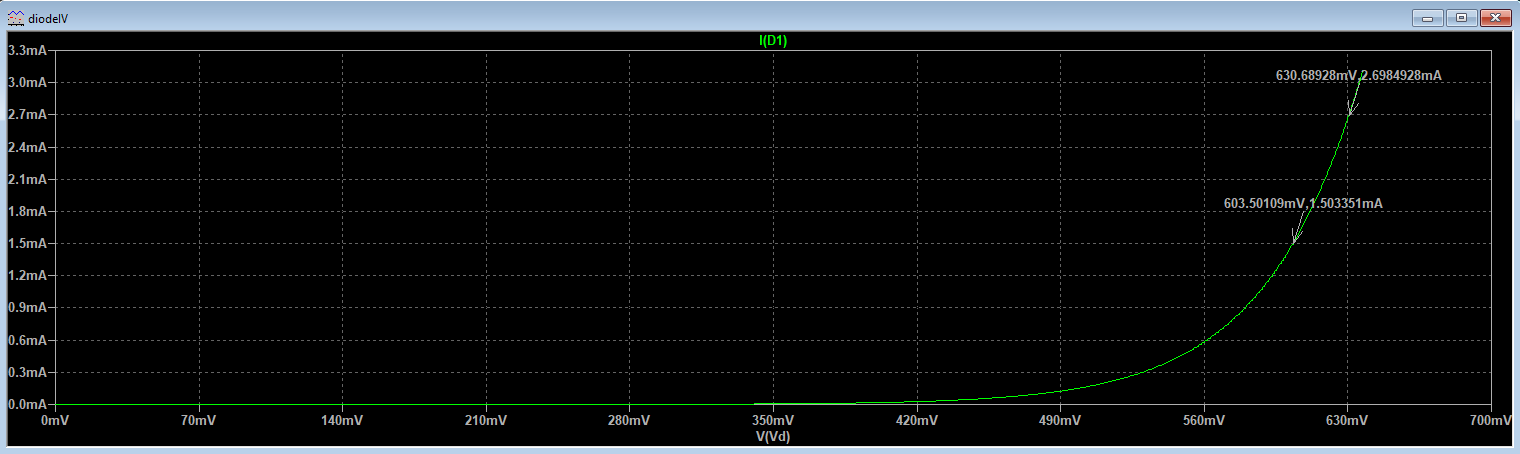 diodeIV
I(D1)
3.3mA
3.0mA
2.7mA
2.4mA
2.1mA
1.8mA
1.5mA
1.2mA
0.9mA
0.6mA
0.3mA
0.0mA
630.68928mV,2.6984928mA
603.50109mV,1.503351mA
0mV 70mV 140mV 210mV 280mV 350mV 420mV 490mV 560mV 630mV 700mV
V(Vd)